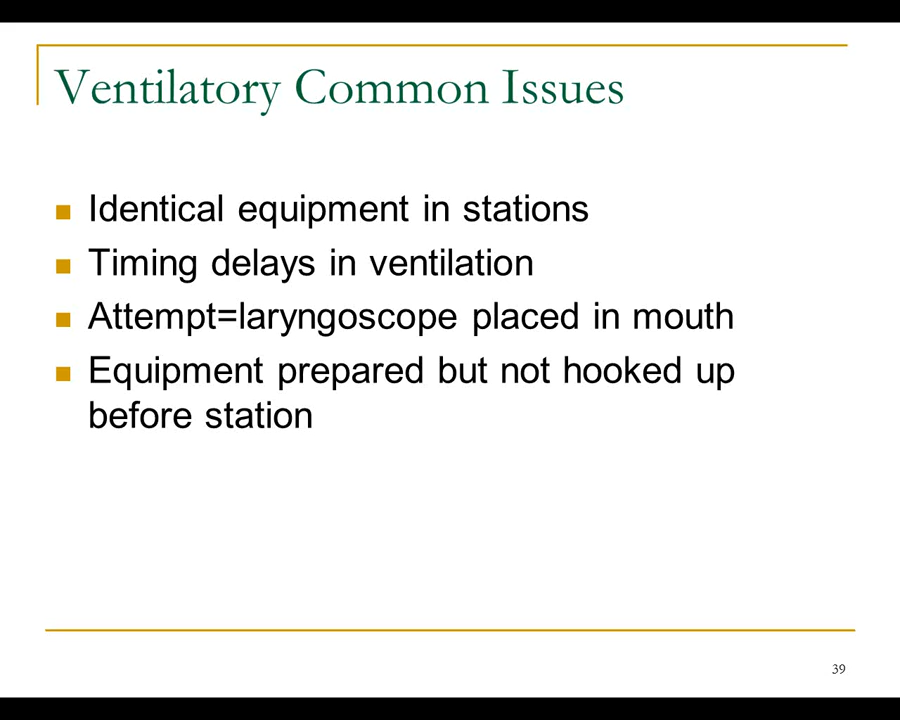 Ventilatory Common Issues
Identical equipment in stations
Timing delays in ventilation
Attempt=laryngoscope placed in mouth
Equipment prepared but not hooked up
before station
39